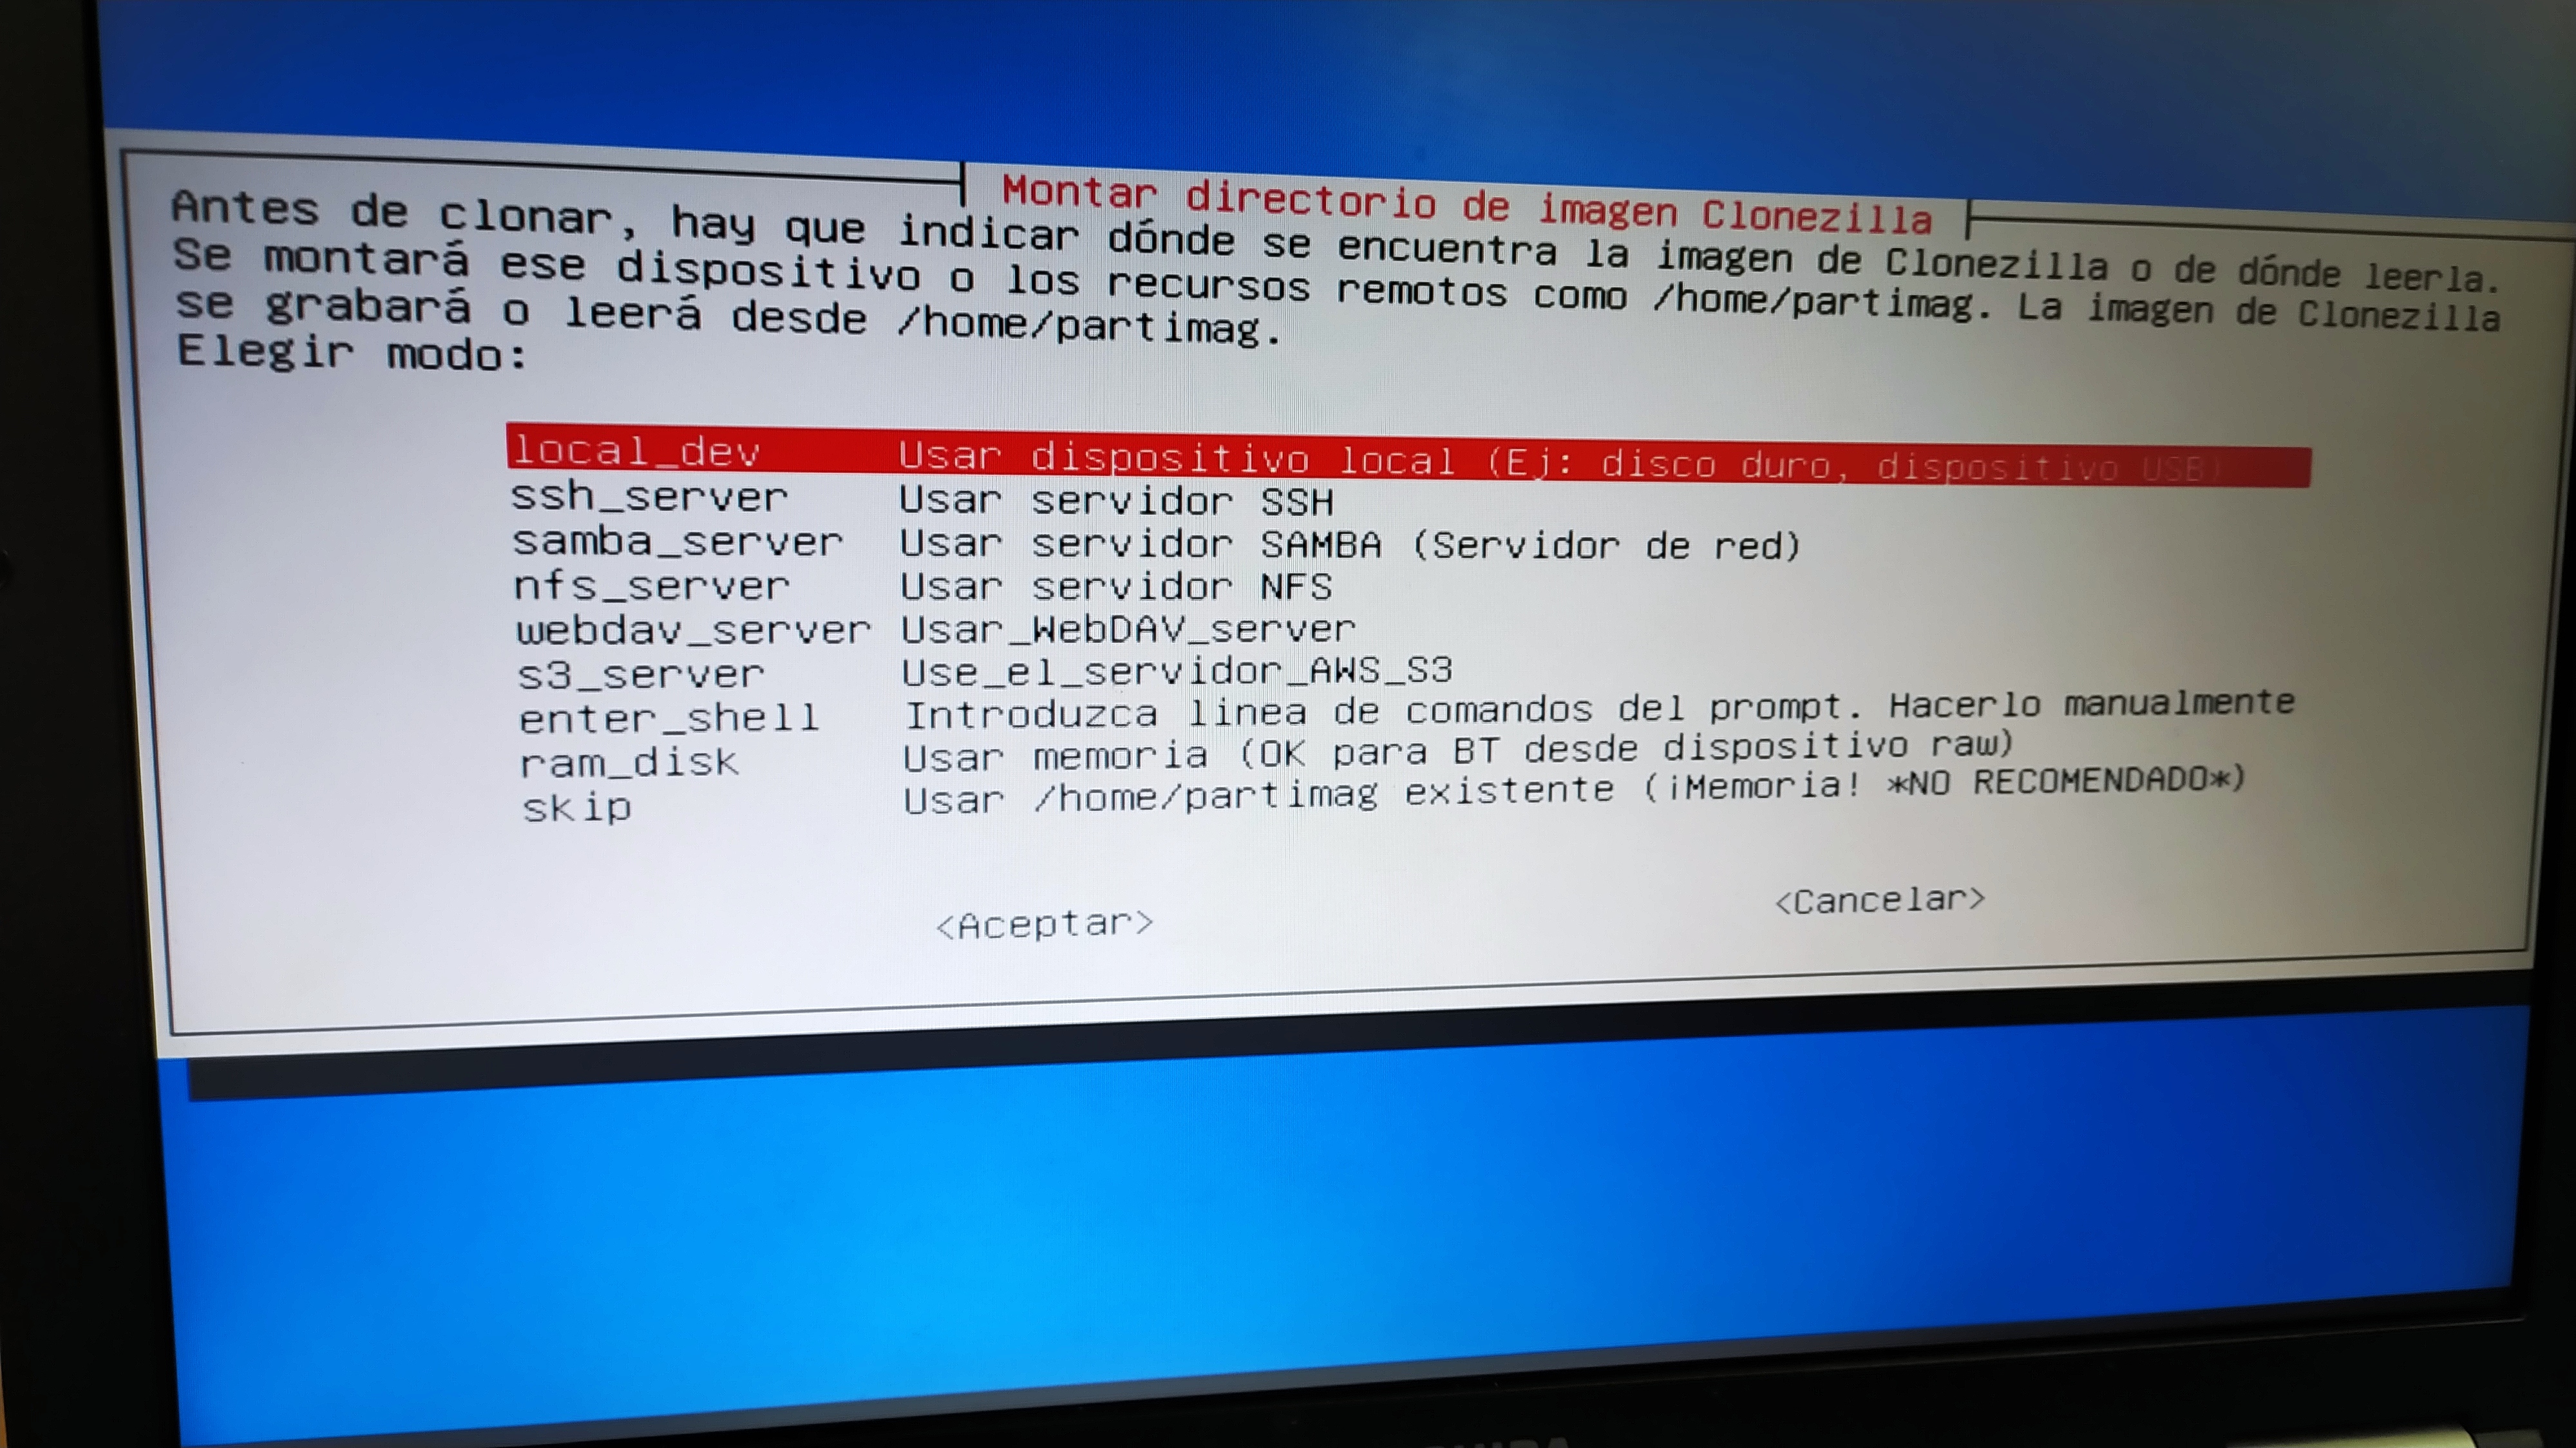 Montar directorio de imagen Clonezilla
Antes de clonar, hay que indicar dónde se encuentra la imagen de Clonezilla o de dónde leerla.
Se montará ese dispositivo o los recursos remotos como /home/partimag. La imagen de Clonezilla
se grabará o leerá desde /home/partimag.
Elegir modo:
local_dev Usar dispositivo local (Ej: disco duro, dispositivo USB)
ssh_server Usar servidor SSH
samba_server Usar servidor SAMBA (Servidor de red)
nfs_server Usar servidor NFS
webdav_server Usar_WebDAV_server
s3_server Use_el_servidor_AWS_S3
enter_shell Introduzca linea de comandos del prompt. Hacerlo manualmente
ram_disk Usar memoria (OK para BT desde dispositivo raw)
skip Usar /home/partimag existente (¡Memoria! *NO RECOMENDADO*)
<Aceptar> <Cancelar>